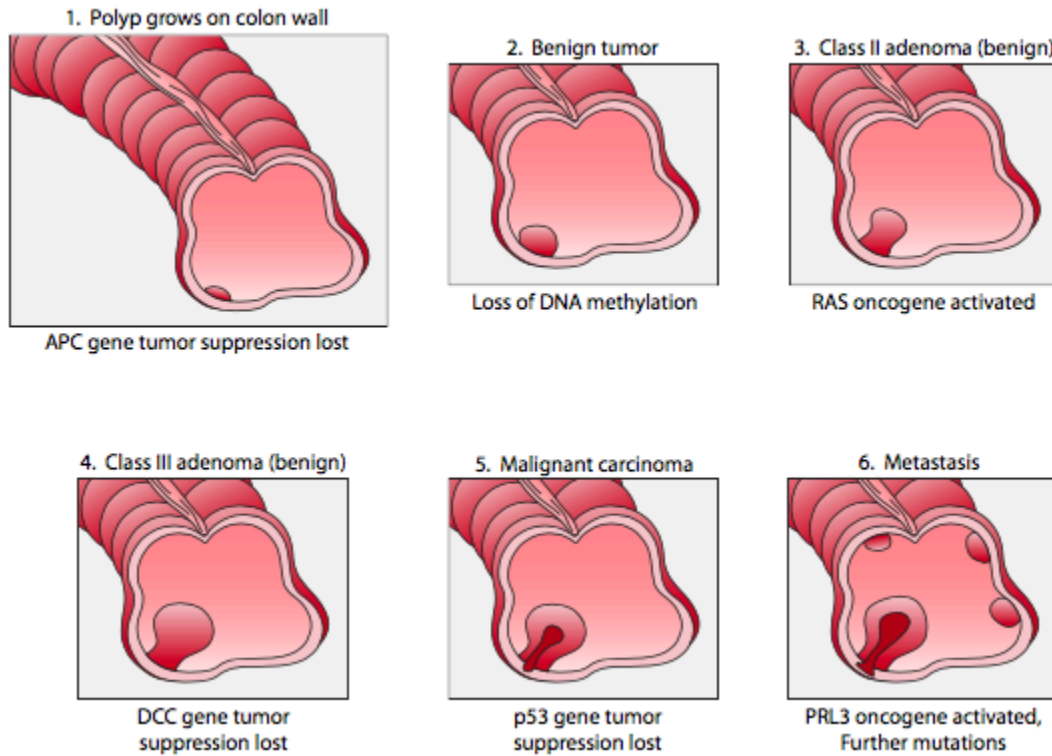 1. Polyp grows on colon wall
APC gene tumor suppression lost
2. Benign tumor
Loss of DNA methylation
3. Class II adenoma (benign)
RAS oncogene activated
4. Class III adenoma (benign)
DCC gene tumor
suppression lost
5. Malignant carcinoma
p53 gene tumor
suppression lost
6. Metastasis
PRL3 oncogene activated,
Further mutations